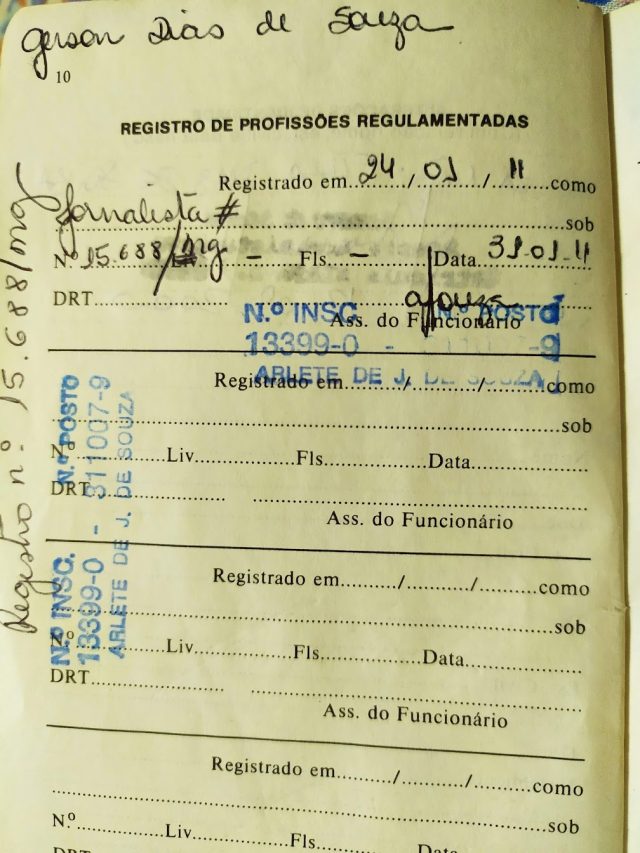 Gerson Dias de Souza
10
REGISTRO DE PROFISSÕES REGULAMENTADAS
Registrado em 24/01/11 como
Jornalista # sob
N.º 15.688/mg Liv. - Fls. - Data 31.01.11
DRT
Ass. do Funcionário
N.º INSC. N.º POSTO
13399-0 - -9
ARLETE DE J. DE SOUZA
Registrado em ........./........./......... como
sob
N.º Liv. Fls. Data
DRT
Ass. do Funcionário
Registrado em ........./........./......... como
sob
N.º Liv. Fls. Data
DRT
Ass. do Funcionário
Registrado em ........./........./......... como
sob
N.º Liv. Fls. Data
DRT
Registro nº. 15.688/mg
N.º INSC. N.º POSTO
13399-0 - 311007-9
ARLETE DE J. DE SOUZA